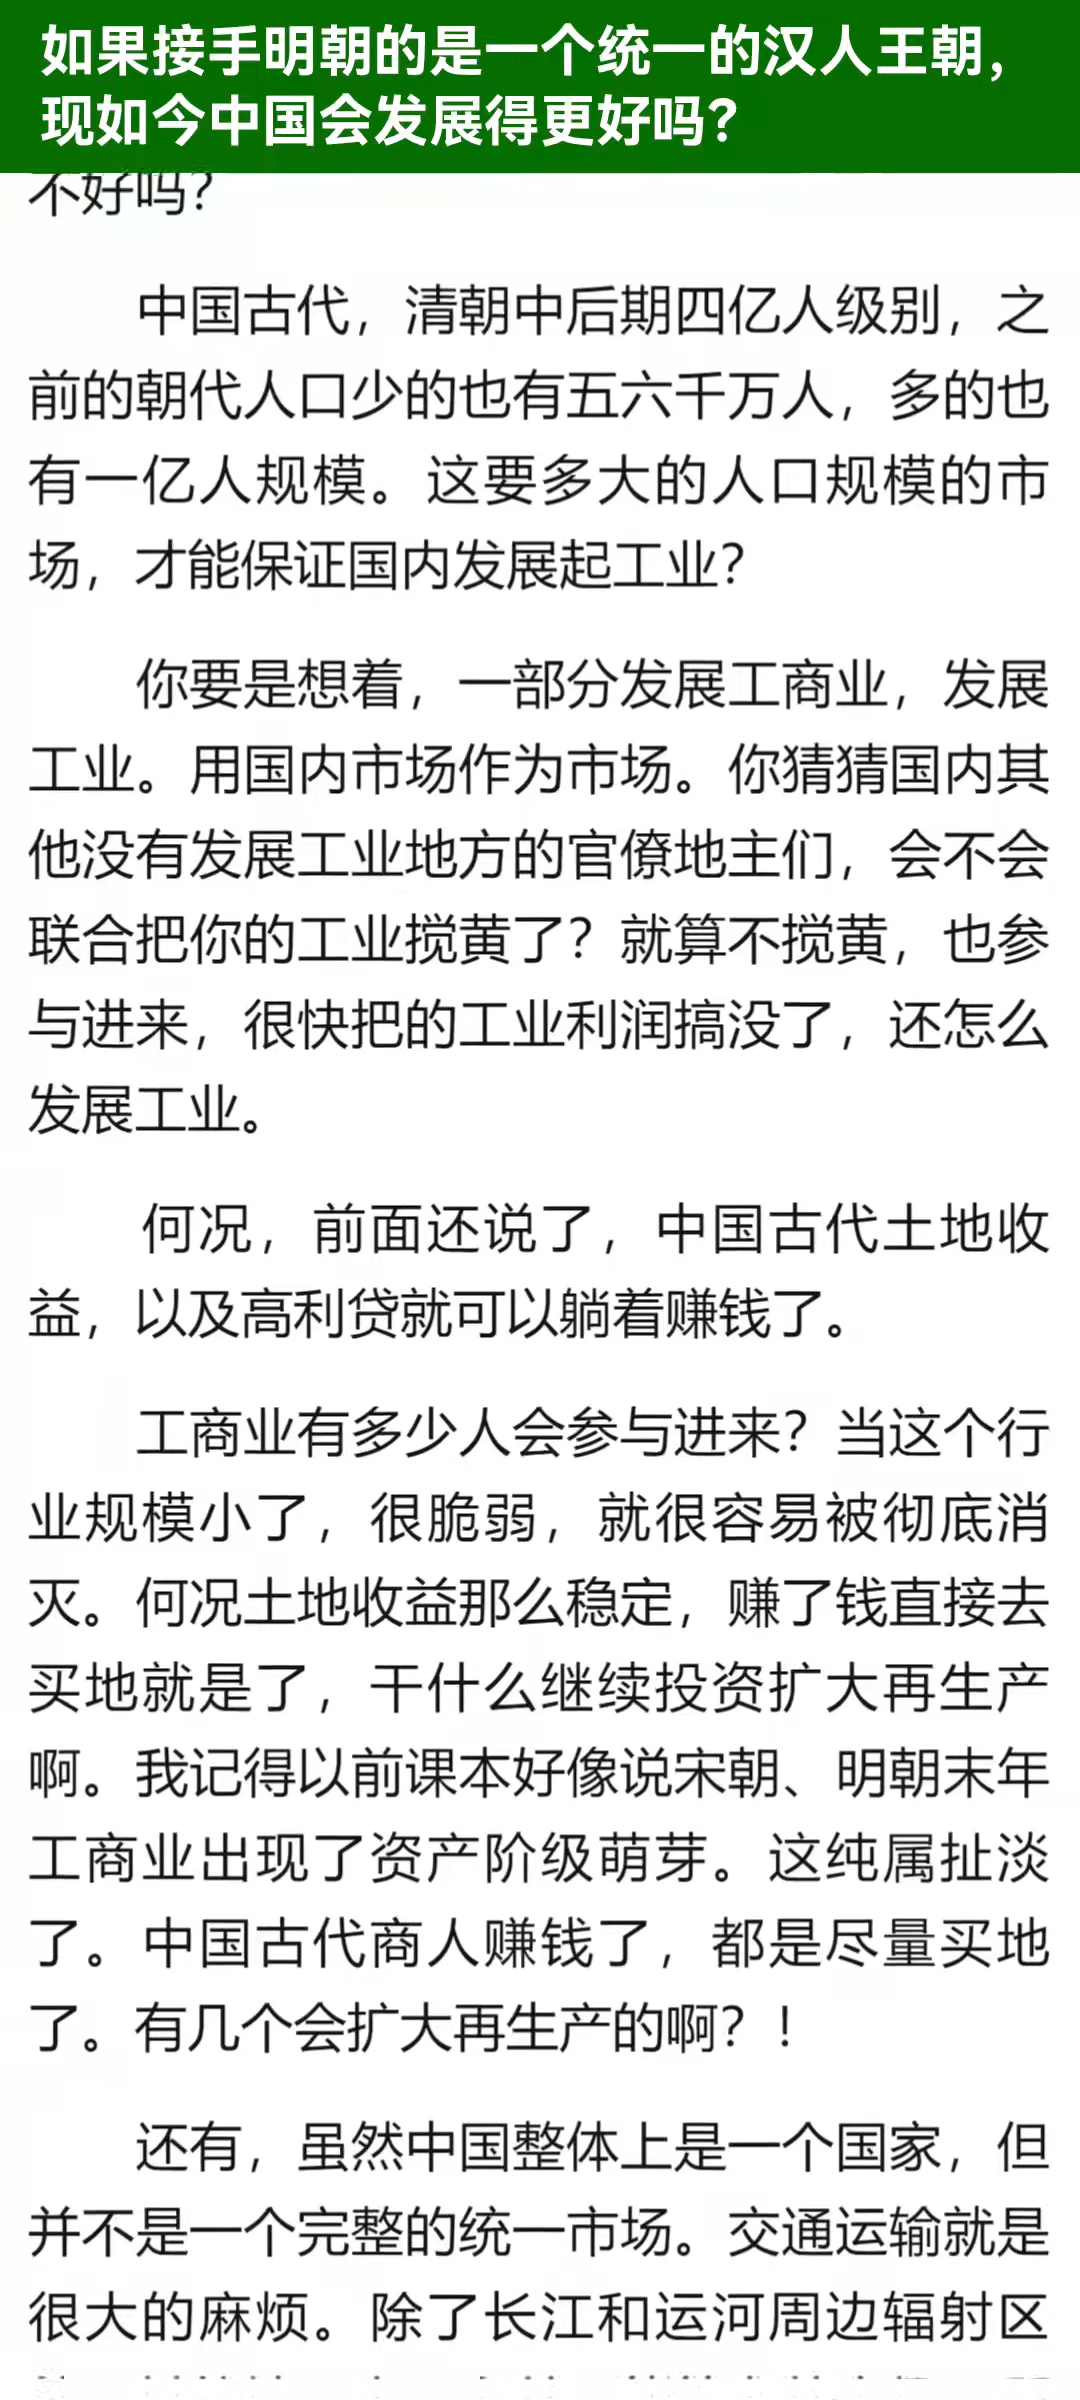 如果接手明朝的是一个统一的汉人王朝，
现如今中国会发展得更好吗？
不好吗？
中国古代，清朝中后期四亿人级别，之
前的朝代人口少的也有五六千万人，多的也
有一亿人规模。这要多大的人口规模的市
场，才能保证国内发展起工业？
你要是想着，一部分发展工商业，发展
工业。用国内市场作为市场。你猜猜国内其
他没有发展工业地方的官僚地主们，会不会
联合把你的工业搅黄了？就算不搅黄，也参
与进来，很快把的工业利润搞没了，还怎么
发展工业。
何况，前面还说了，中国古代土地收
益，以及高利贷就可以躺着赚钱了。
工商业有多少人会参与进来？当这个行
业规模小了，很脆弱，就很容易被彻底消
灭。何况土地收益那么稳定，赚了钱直接去
买地就是了，干什么继续投资扩大再生产
啊。我记得以前课本好像说宋朝、明朝末年
工商业出现了资产阶级萌芽。这纯属扯淡
了。中国古代商人赚钱了，都是尽量买地
了。有几个会扩大再生产的啊？！
还有，虽然中国整体上是一个国家，但
并不是一个完整的统一市场。交通运输就是
很大的麻烦。除了长江和运河周边辐射区